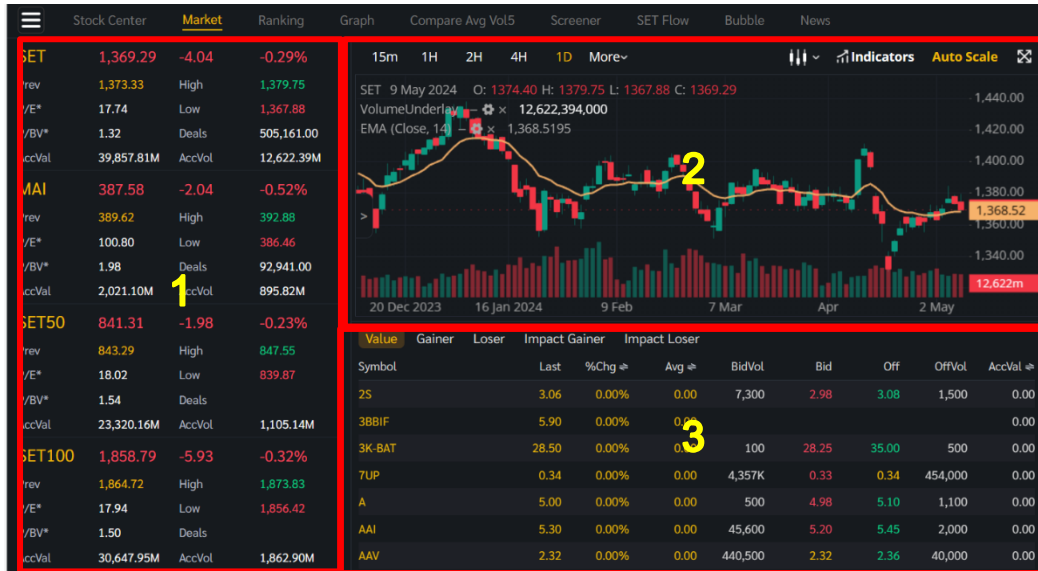 Stock Center Market Ranking Graph Compare Avg Vol5 Screener SET Flow Bubble News
SET 1,369.29 -4.04 -0.29%
Prev 1,373.33 High 1,379.75
P/E* 17.74 Low 1,367.88
P/BV* 1.32 Deals 505,161.00
AccVal 39,857.81M AccVol 12,622.39M
MAI 387.58 -2.04 -0.52%
Prev 389.62 High 392.88
P/E* 100.80 Low 386.46
P/BV* 1.98 Deals 92,941.00
AccVal 2,021.10M AccVol 895.82M
1
SET50 841.31 -1.98 -0.23%
Prev 843.29 High 847.55
P/E* 18.02 Low 839.87
P/BV* 1.54 Deals
AccVal 23,320.16M AccVol 1,105.14M
SET100 1,858.79 -5.93 -0.32%
Prev 1,864.72 High 1,873.83
P/E* 17.94 Low 1,856.42
P/BV* 1.50 Deals
AccVal 30,647.95M AccVol 1,862.90M
15m 1H 2H 4H 1D More Indicators Auto Scale
SET 9 May 2024 O: 1374.40 H: 1379.75 L: 1367.88 C: 1369.29
VolumeUnderlay 12,622,394,000
EMA (Close, 14) 1,368.5195
2
1,440.00
1,420.00
1,400.00
1,380.00
1,368.52
1,360.00
1,340.00
12,622m
20 Dec 2023 16 Jan 2024 9 Feb 7 Mar Apr 2 May
Value Gainer Loser Impact Gainer Impact Loser
Symbol Last %Chg Avg BidVol Bid Off OffVol AccVal
2S 3.06 0.00% 0.00 7,300 2.98 3.08 1,500 0.00
3BBIF 5.90 0.00% 0.00 0.00
3
3K-BAT 28.50 0.00% 0.00 100 28.25 35.00 500 0.00
7UP 0.34 0.00% 0.00 4,357K 0.33 0.34 454,000 0.00
A 5.00 0.00% 0.00 500 4.98 5.10 1,100 0.00
AAI 5.30 0.00% 0.00 45,600 5.20 5.45 2,000 0.00
AAV 2.32 0.00% 0.00 440,500 2.32 2.36 40,000 0.00